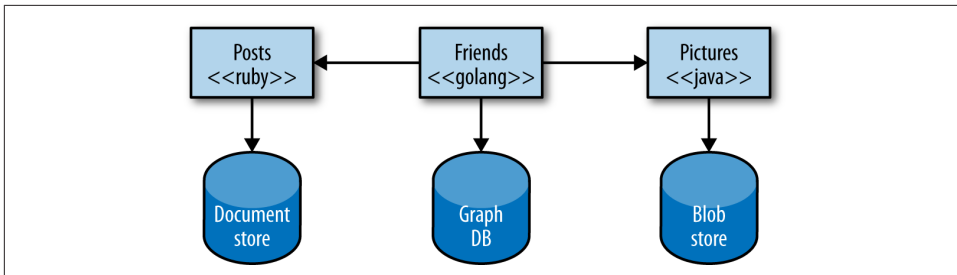 Posts
<<ruby>>
Friends
<<golang>>
Pictures
<<java>>
Document
store
Graph
DB
Blob
store